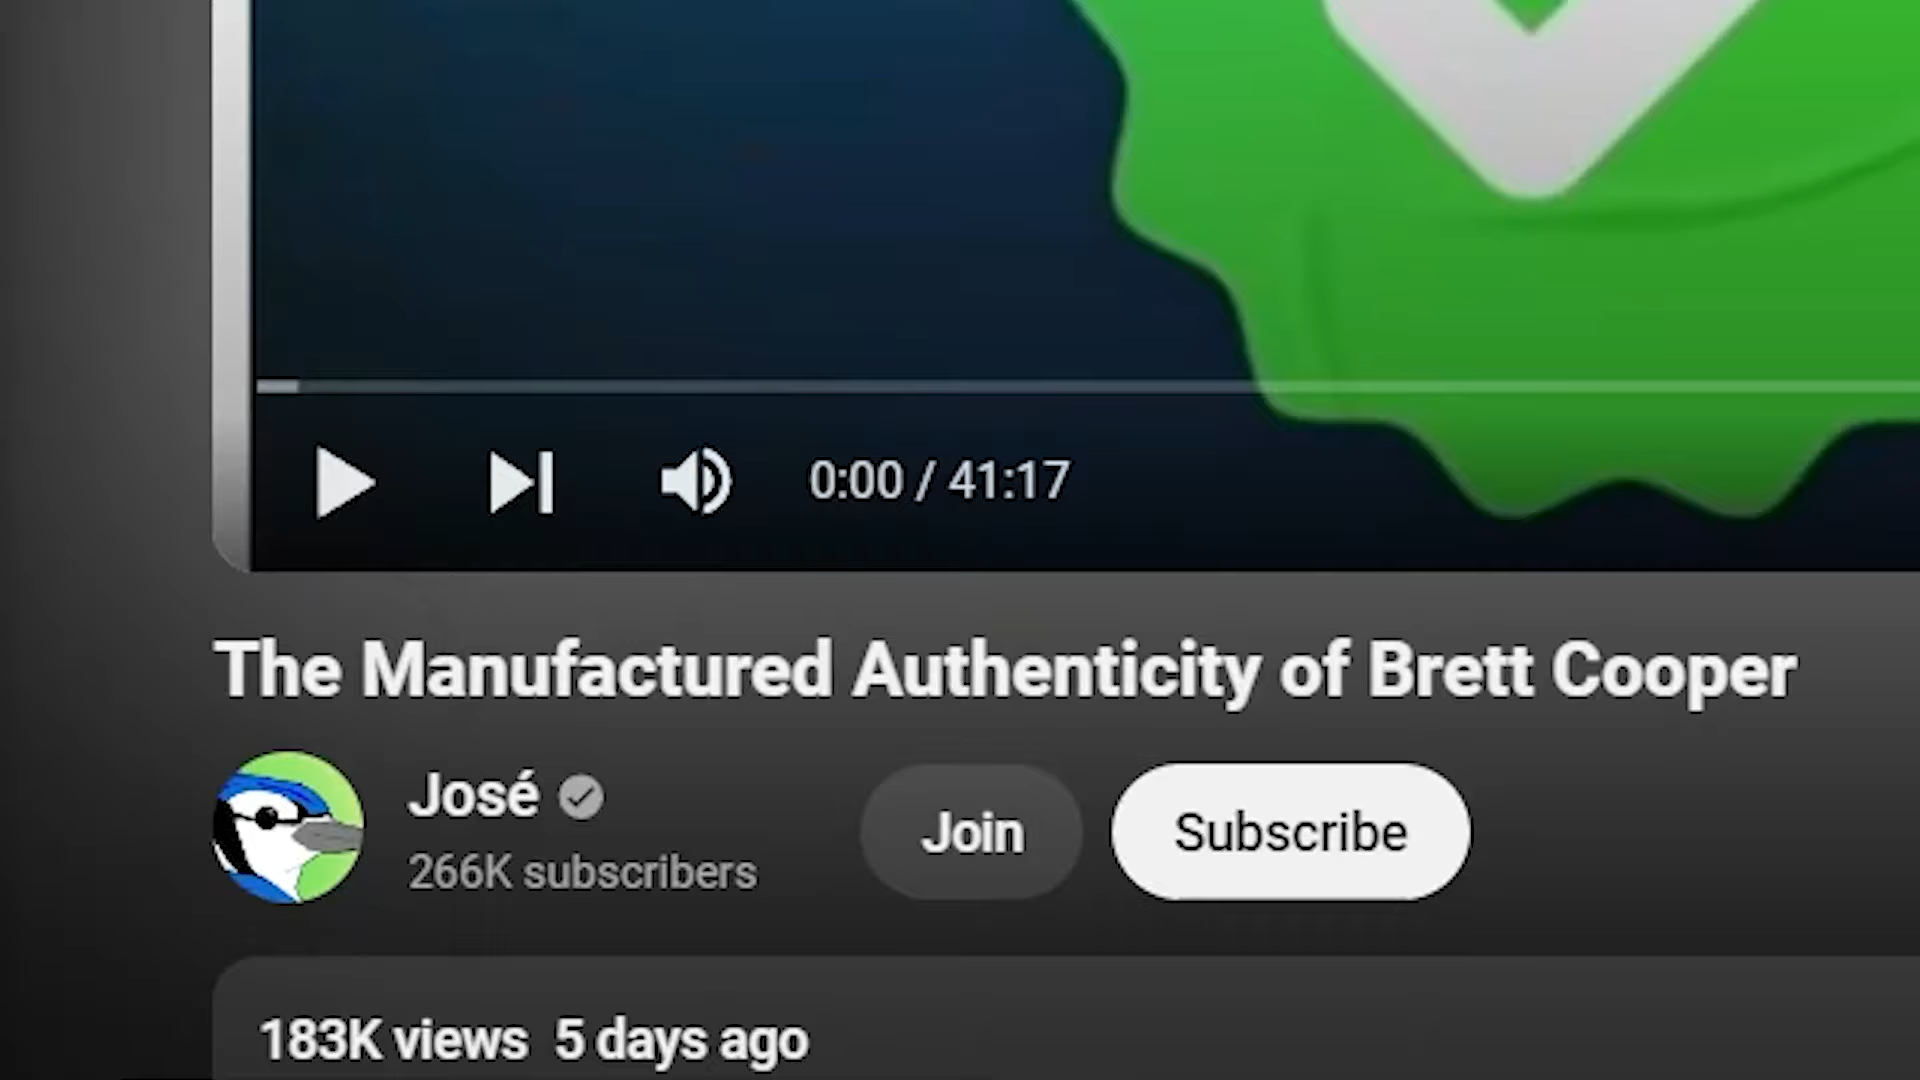 0:00 / 41:17
The Manufactured Authenticity of Brett Cooper
José
266K subscribers
Join
Subscribe
183K views 5 days ago